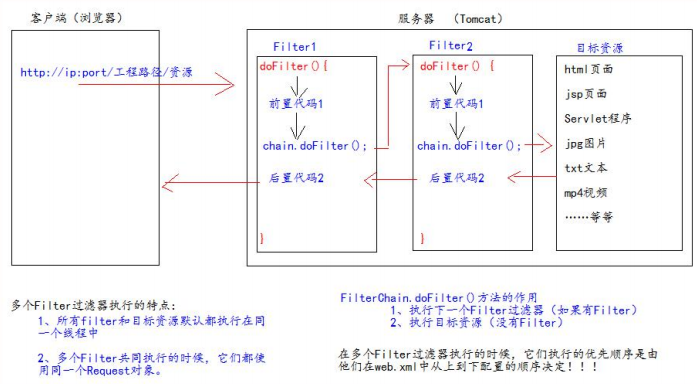 客户端（浏览器）
服务器 （Tomcat）
http://ip:port/工程路径/资源
Filter1
doFilter(){
前置代码1
chain.doFilter();
后置代码2
}
Filter2
doFilter() {
前置代码1
chain.doFilter();
后置代码2
}
目标资源
html页面
jsp页面
Servlet程序
jpg图片
txt文本
mp4视频
……等等
多个Filter过滤器执行的特点：
1、所有filter和目标资源默认都执行在同
一个线程中
2、多个Filter共同执行的时候，它们都使
用同一个Request对象。
FilterChain.doFilter()方法的作用
1、执行下一个Filter过滤器（如果有Filter）
2、执行目标资源（没有Filter）
在多个Filter过滤器执行的时候，它们执行的优先顺序是由
他们在web.xml中从上到下配置的顺序决定！！！